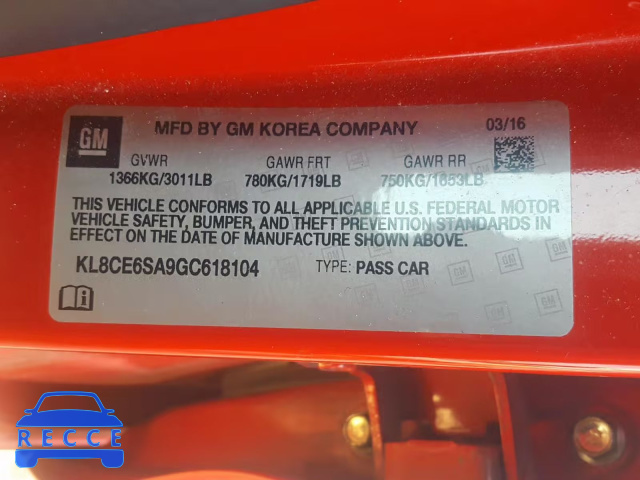 GM MFD BY GM KOREA COMPANY 03/16
GVWR GAWR FRT GAWR RR
1366KG/3011LB 780KG/1719LB 750KG/1653LB
THIS VEHICLE CONFORMS TO ALL APPLICABLE U.S. FEDERAL MOTOR
VEHICLE SAFETY, BUMPER, AND THEFT PREVENTION STANDARDS IN
EFFECT ON THE DATE OF MANUFACTURE SHOWN ABOVE.
KL8CE6SA9GC618104 TYPE: PASS CAR
RECCE